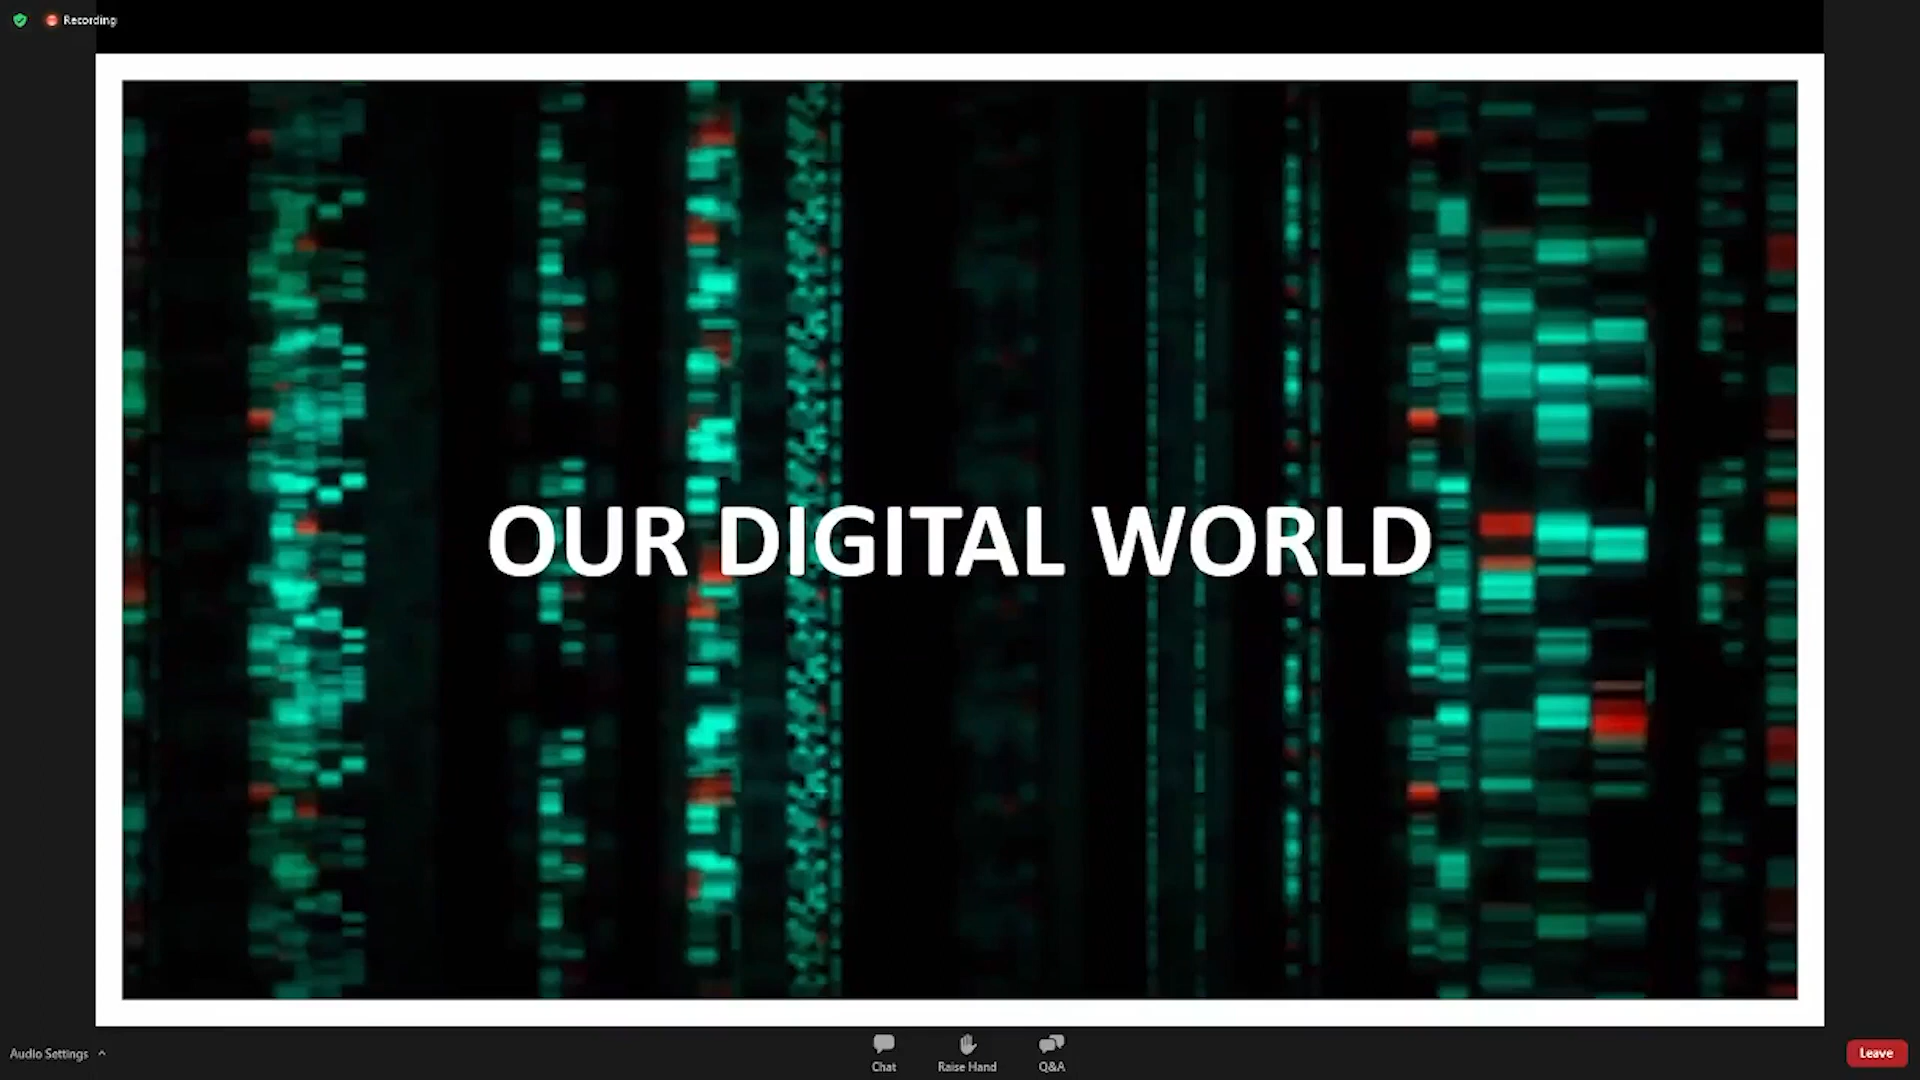 Recording
OUR DIGITAL WORLD
Audio Settings
Chat
Raise Hand
Q&A
Leave